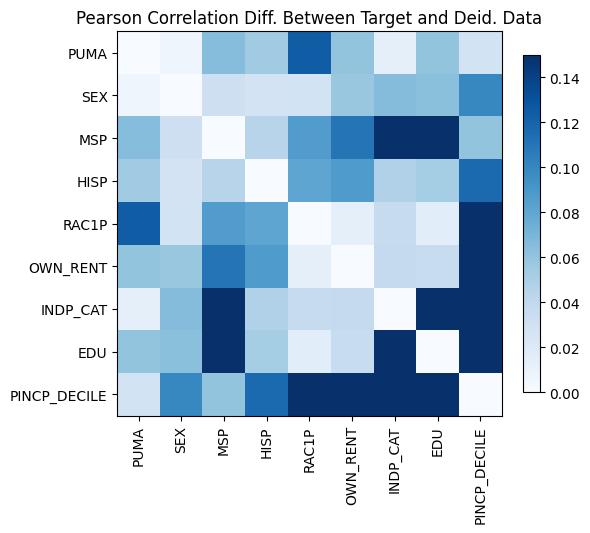 Pearson Correlation Diff. Between Target and Deid. Data
PUMA
SEX
MSP
HISP
RAC1P
OWN_RENT
INDP_CAT
EDU
PINCP_DECILE
PUMA
SEX
MSP
HISP
RAC1P
OWN_RENT
INDP_CAT
EDU
PINCP_DECILE
0.14
0.12
0.10
0.08
0.06
0.04
0.02
0.00